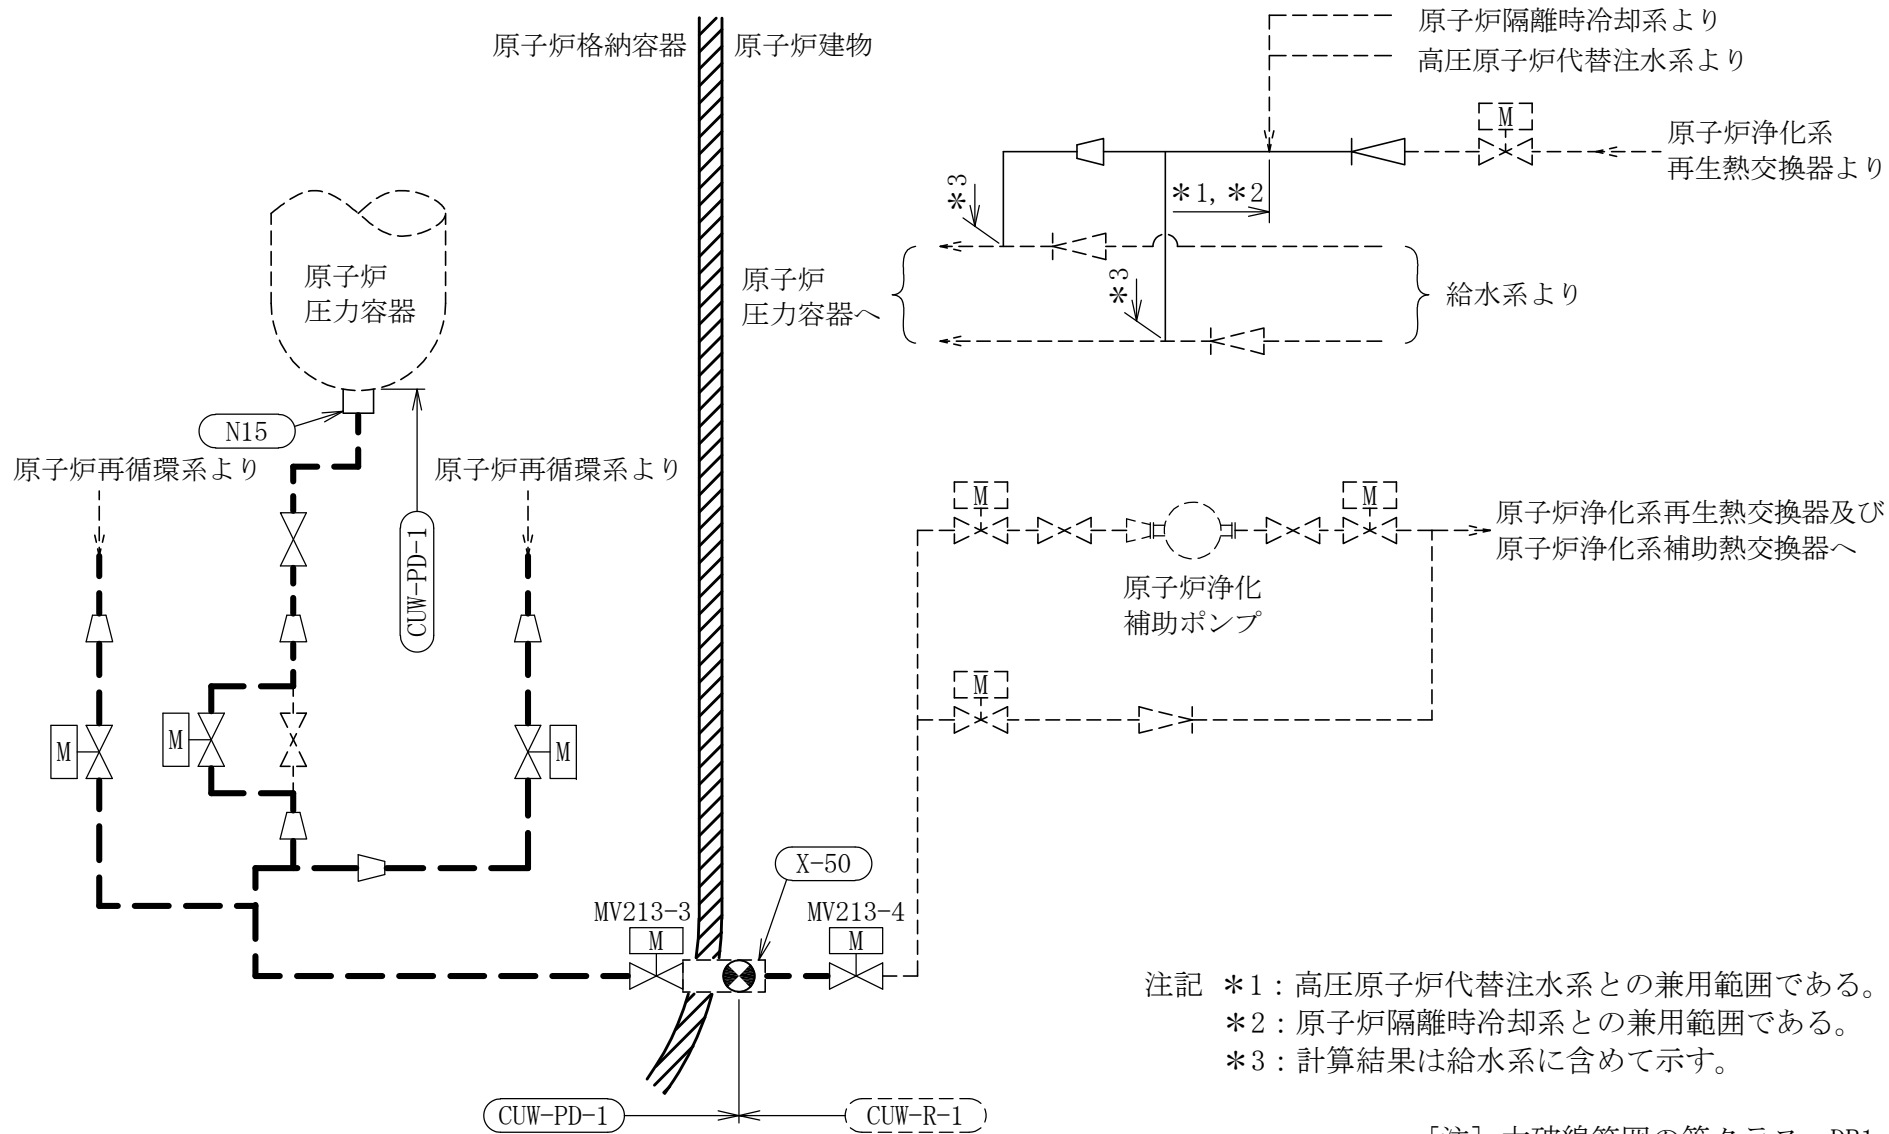 原子炉格納容器
原子炉建物
原子炉隔離時冷却系より
高圧原子炉代替注水系より
M
原子炉浄化系
再生熱交換器より
*3
*1, *2
原子炉
圧力容器
原子炉
圧力容器へ
*3
給水系より
N15
原子炉再循環系より
原子炉再循環系より
CUW-PD-1
M
M
原子炉浄化系再生熱交換器及び
原子炉浄化系補助熱交換器へ
原子炉浄化
補助ポンプ
M
M
M
M
X-50
MV213-3
M
MV213-4
M
注記 *1:高圧原子炉代替注水系との兼用範囲である。
*2:原子炉隔離時冷却系との兼用範囲である。
*3:計算結果は給水系に含めて示す。
CUW-PD-1
CUW-R-1